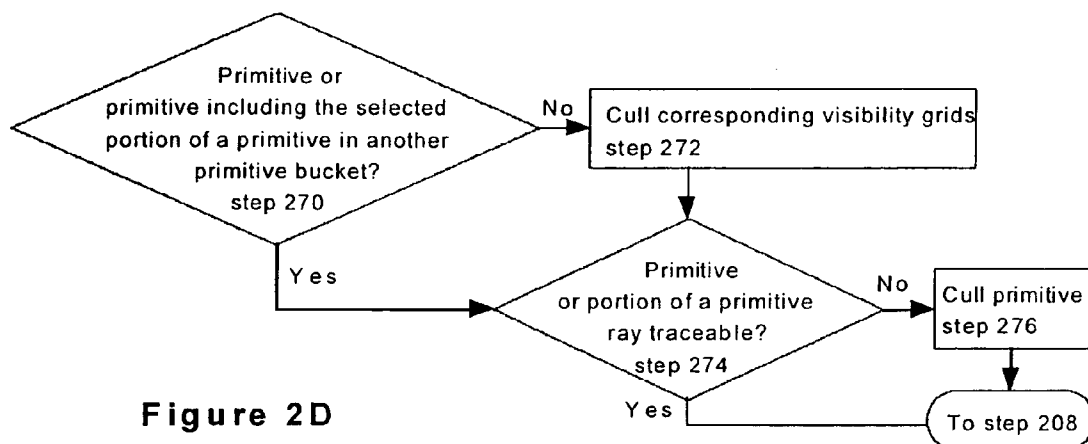 Primitive or
primitive including the selected
portion of a primitive in another
primitive bucket?
step 270
No
Cull corresponding visibility grids
step 272
Yes
Primitive
or portion of a primitive
ray traceable?
step 274
No
Cull primitive
step 276
Yes
To step 208
Figure 2D